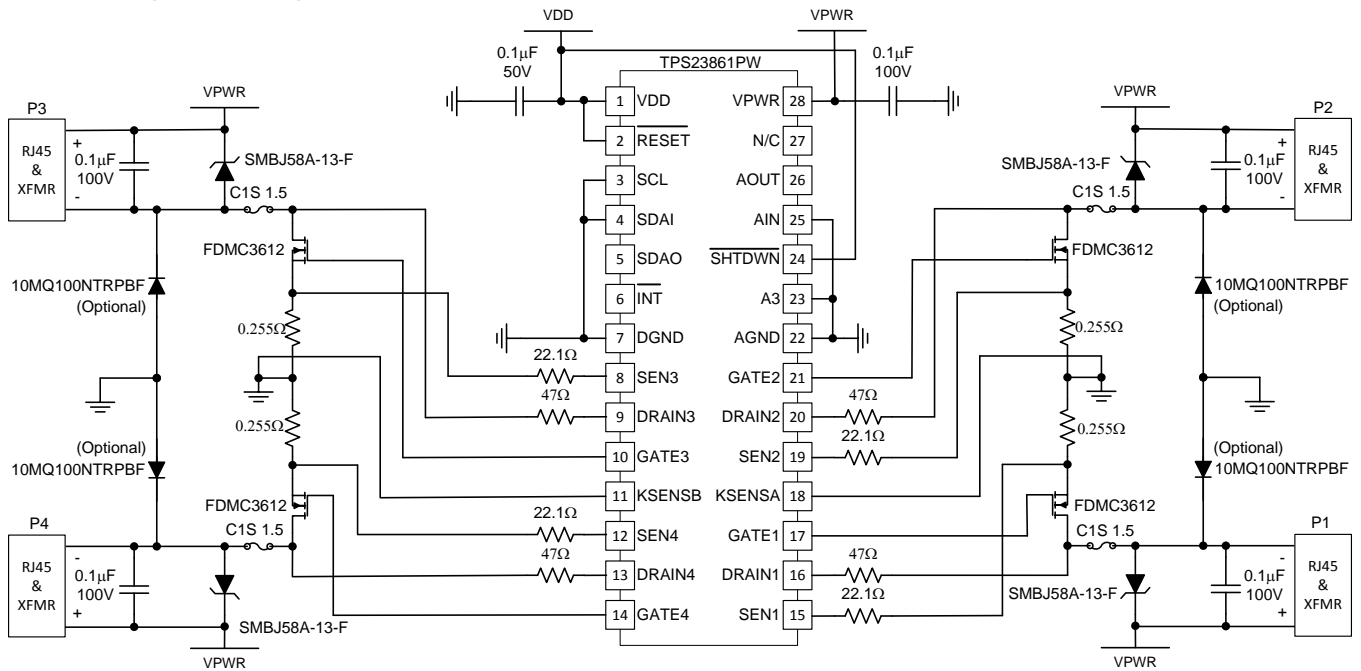 VDD
VPWR
0.1µF
50V
0.1µF
100V
TPS23861PW
1 VDD
2 RESET
3 SCL
4 SDAI
5 SDAO
6 INT
7 DGND
8 SEN3
9 DRAIN3
10 GATE3
11 KSENSB
12 SEN4
13 DRAIN4
14 GATE4
VPWR 28
N/C 27
AOUT 26
AIN 25
SHTDWN 24
A3 23
AGND 22
GATE2 21
DRAIN2 20
SEN2 19
KSENSA 18
GATE1 17
DRAIN1 16
SEN1 15
P3
VPWR
RJ45
&
XFMR
+
-
0.1µF
100V
SMBJ58A-13-F
C1S 1.5
FDMC3612
10MQ100NTRPBF
(Optional)
0.255Ω
22.1Ω
47Ω
0.255Ω
(Optional)
10MQ100NTRPBF
FDMC3612
C1S 1.5
22.1Ω
47Ω
P4
RJ45
&
XFMR
-
+
0.1µF
100V
SMBJ58A-13-F
VPWR
VPWR
P2
RJ45
&
XFMR
+
-
0.1µF
100V
SMBJ58A-13-F
C1S 1.5
FDMC3612
10MQ100NTRPBF
(Optional)
0.255Ω
47Ω
22.1Ω
0.255Ω
(Optional)
10MQ100NTRPBF
FDMC3612
C1S 1.5
47Ω
22.1Ω
P1
RJ45
&
XFMR
-
+
0.1µF
100V
SMBJ58A-13-F
VPWR